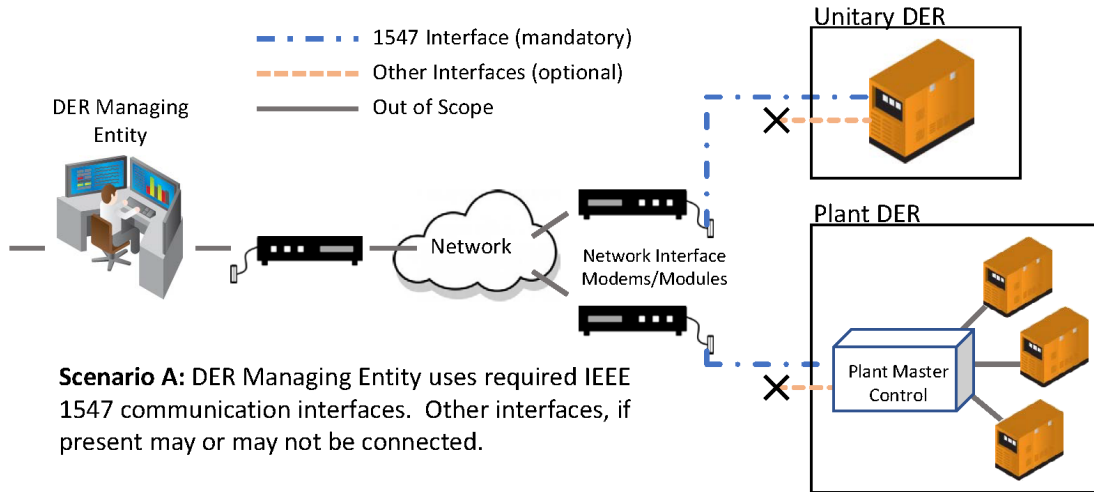 Unitary DER
1547 Interface (mandatory)
Other Interfaces (optional)
Out of Scope
DER Managing
Entity
Plant DER
Network
Network Interface
Modems/Modules
Plant Master
Control
Scenario A: DER Managing Entity uses required IEEE
1547 communication interfaces.  Other interfaces, if
present may or may not be connected.